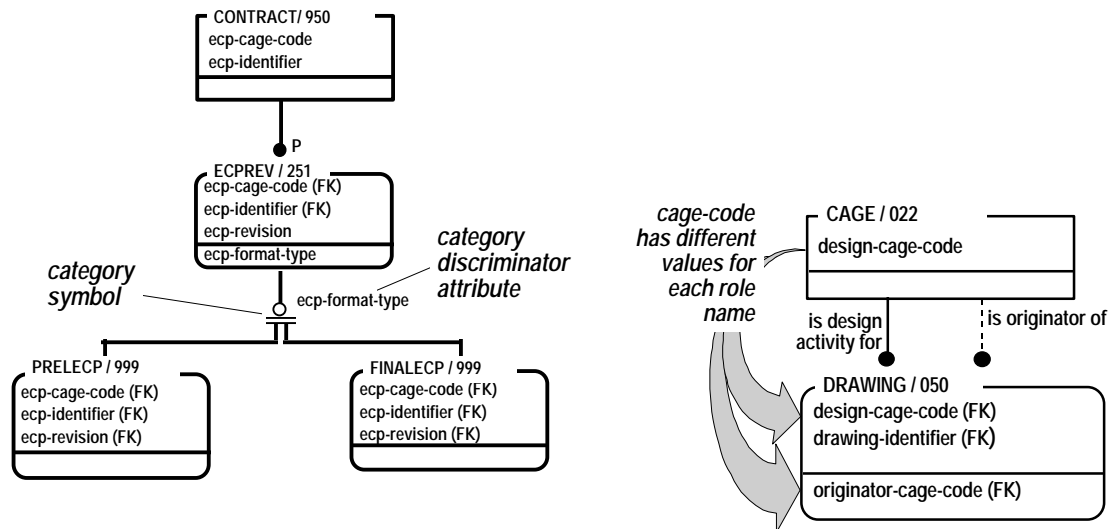 CONTRACT/ 950
ecp-cage-code
ecp-identifier
P
ECPREV / 251
ecp-cage-code (FK)
ecp-identifier (FK)
ecp-revision
ecp-format-type
category
symbol
ecp-format-type
category
discriminator
attribute
PRELECP / 999
ecp-cage-code (FK)
ecp-identifier (FK)
ecp-revision (FK)
FINALECP / 999
ecp-cage-code (FK)
ecp-identifier (FK)
ecp-revision (FK)
cage-code
has different
values for
each role
name
CAGE / 022
design-cage-code
is design
activity for
is originator of
DRAWING / 050
design-cage-code (FK)
drawing-identifier (FK)
originator-cage-code (FK)